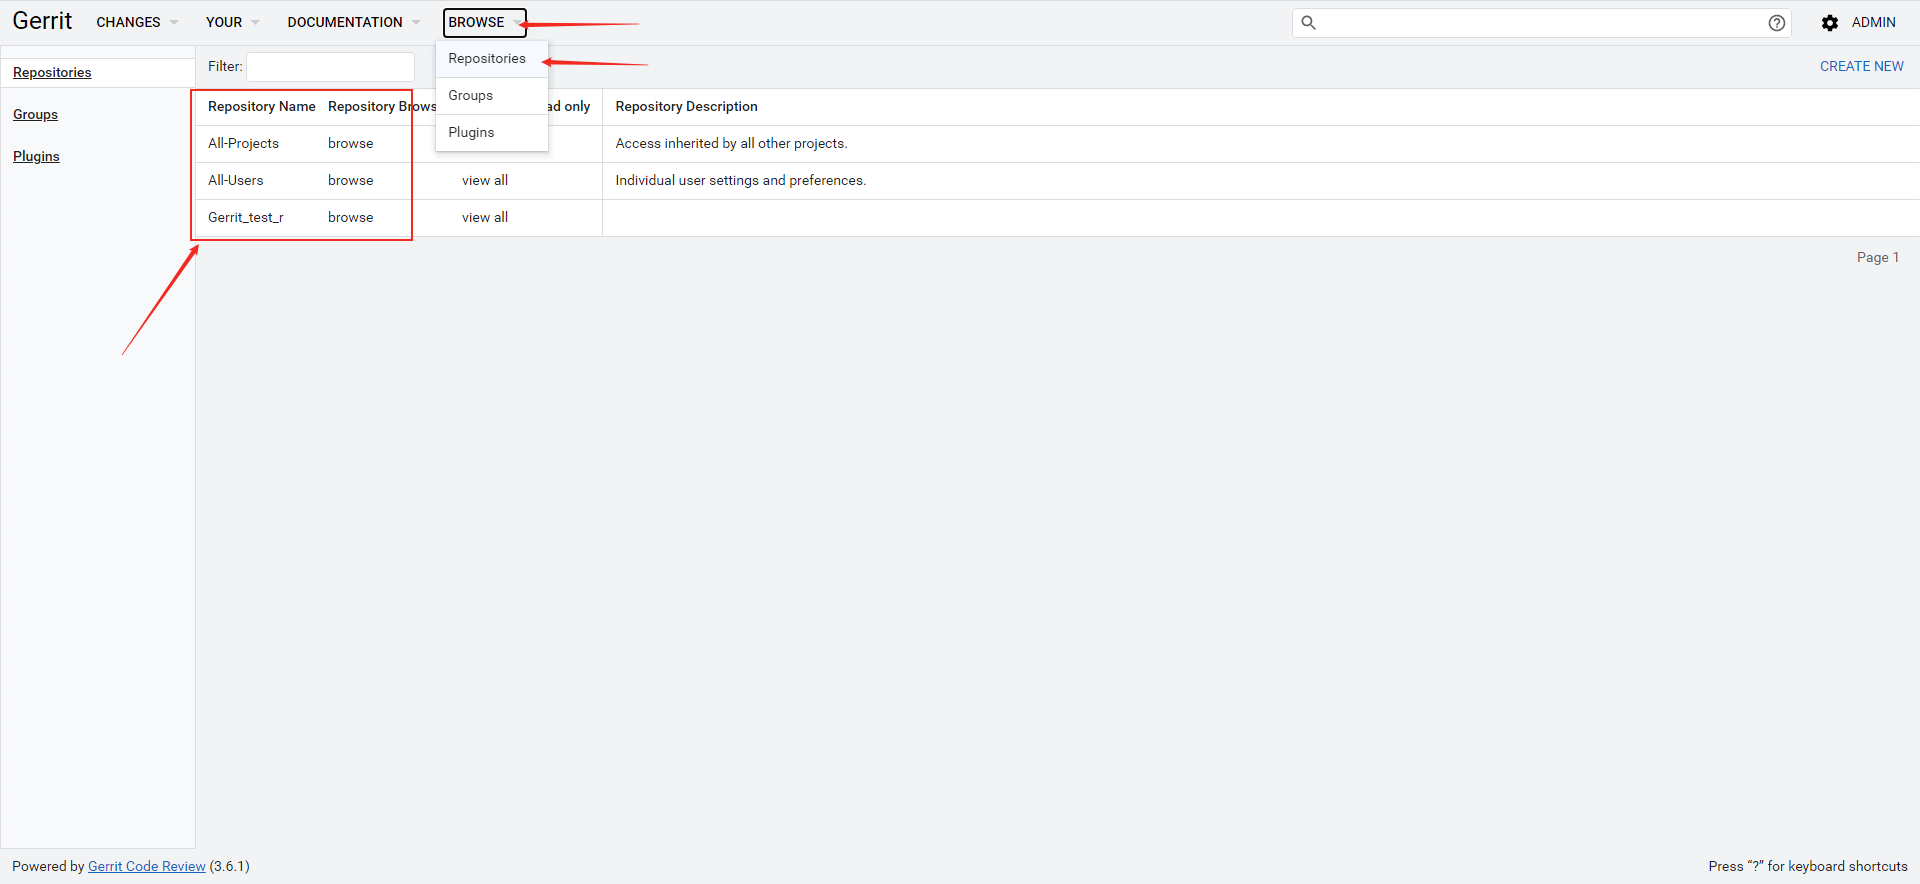 Gerrit CHANGES YOUR DOCUMENTATION BROWSE ADMIN
Repositories
Groups
Plugins
Filter: CREATE NEW
Repositories
Groups
Plugins
Repository Name Repository Brows ad only Repository Description
All-Projects browse Access inherited by all other projects.
All-Users browse view all Individual user settings and preferences.
Gerrit_test_r browse view all
Page 1
Powered by Gerrit Code Review (3.6.1) Press “?” for keyboard shortcuts